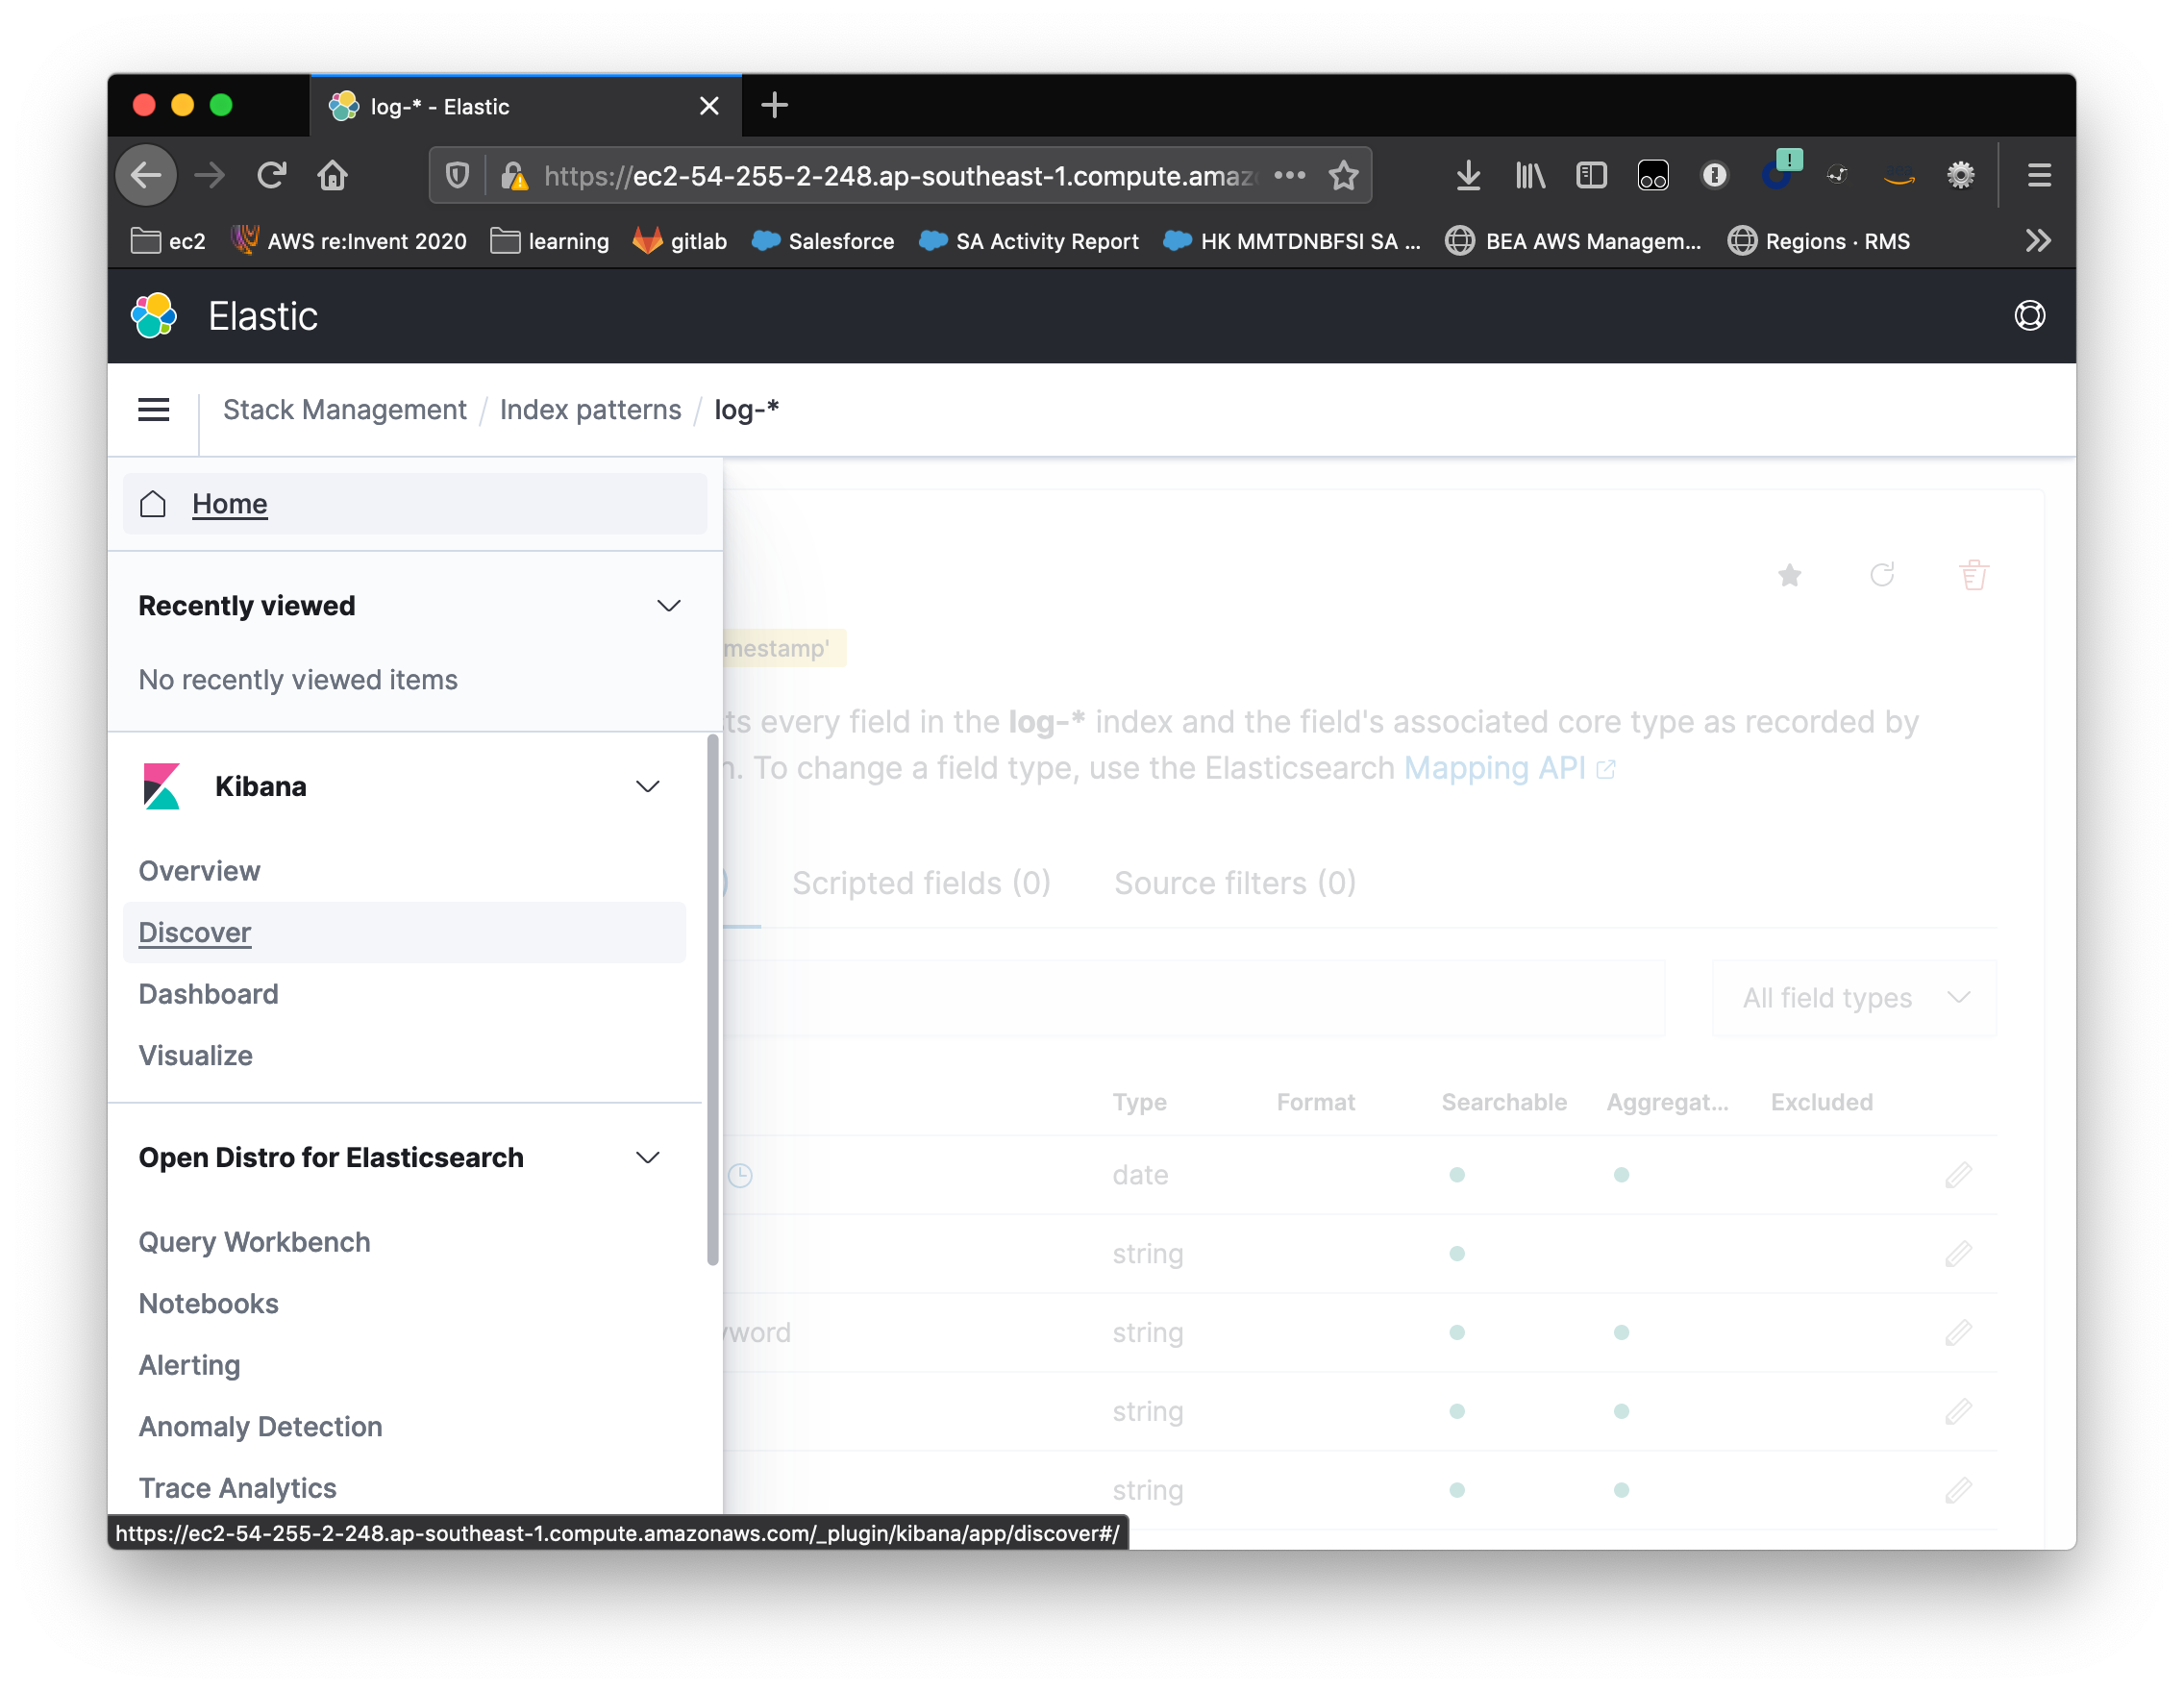 log-* - Elastic
https://ec2-54-255-2-248.ap-southeast-1.compute.amaz
ec2 AWS re:Invent 2020 learning gitlab Salesforce SA Activity Report HK MMTDNBFSI SA ... BEA AWS Managem... Regions · RMS
Elastic
Stack Management / Index patterns / log-*
Home
Recently viewed
No recently viewed items
Kibana
Overview
Discover
Dashboard
Visualize
Open Distro for Elasticsearch
Query Workbench
Notebooks
Alerting
Anomaly Detection
Trace Analytics
mestamp'
every field in the log-* index and the field's associated core type as recorded by
To change a field type, use the Elasticsearch Mapping API
Scripted fields (0) Source filters (0)
All field types
Type Format Searchable Aggregat... Excluded
date
string
yword string
string
string
https://ec2-54-255-2-248.ap-southeast-1.compute.amazonaws.com/_plugin/kibana/app/discover#/